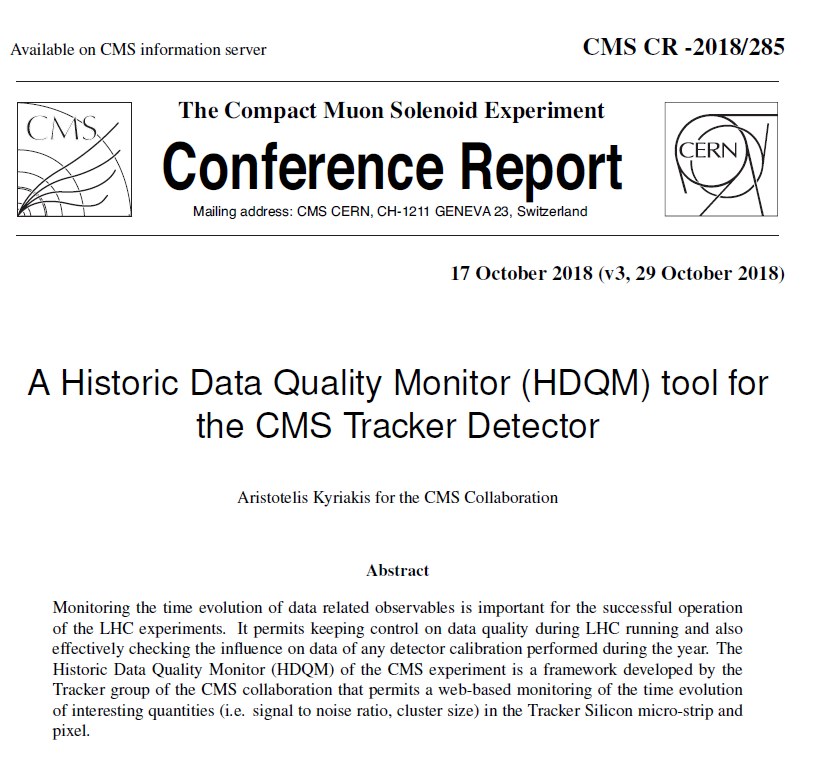 Available on CMS information server
CMS CR -2018/285
CMS
The Compact Muon Solenoid Experiment
Conference Report
Mailing address: CMS CERN, CH-1211 GENEVA 23, Switzerland
CERN
17 October 2018 (v3, 29 October 2018)
A Historic Data Quality Monitor (HDQM) tool for
the CMS Tracker Detector
Aristotelis Kyriakis for the CMS Collaboration
Abstract
Monitoring the time evolution of data related observables is important for the successful operation
of the LHC experiments. It permits keeping control on data quality during LHC running and also
effectively checking the influence on data of any detector calibration performed during the year. The
Historic Data Quality Monitor (HDQM) of the CMS experiment is a framework developed by the
Tracker group of the CMS collaboration that permits a web-based monitoring of the time evolution
of interesting quantities (i.e. signal to noise ratio, cluster size) in the Tracker Silicon micro-strip and
pixel.